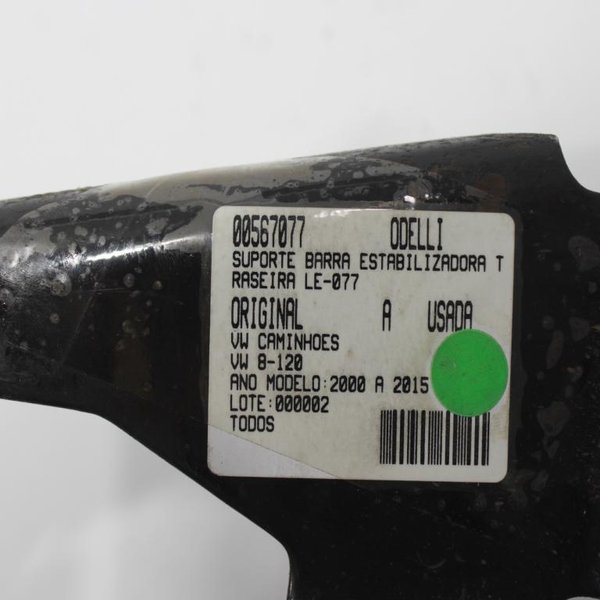 00567077 ODELLI
SUPORTE BARRA ESTABILIZADORA T
RASEIRA LE-077
ORIGINAL A USADA
VW CAMINHOES
VW 8-120
ANO MODELO:2000 A 2015
LOTE:000002
TODOS